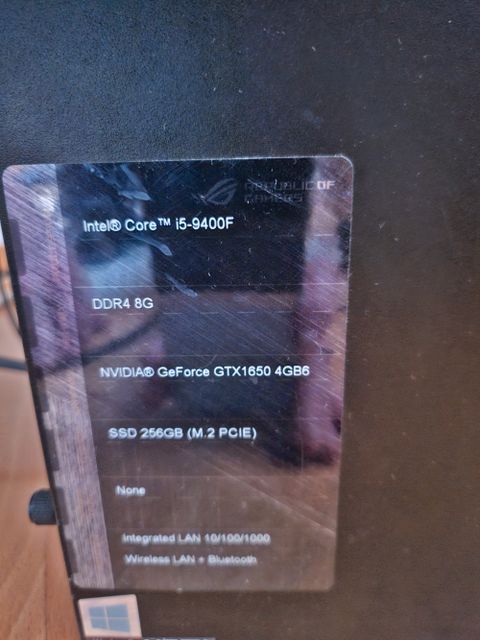 REPUBLIC OF
GAMERS
Intel® Core™ i5-9400F
DDR4 8G
NVIDIA® GeForce GTX1650 4GB6
SSD 256GB (M.2 PCIE)
None
Integrated LAN 10/100/1000
Wireless LAN + Bluetooth